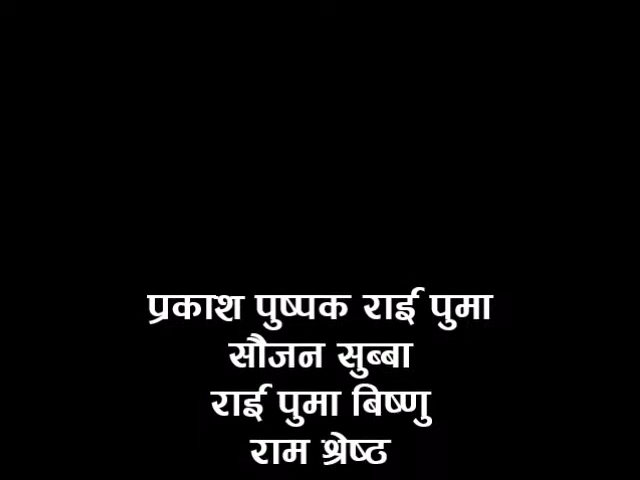 प्रकाश पुष्पक राई पुमा
सौजन सुब्बा
राई पुमा बिष्णु
राम श्रेष्ठ